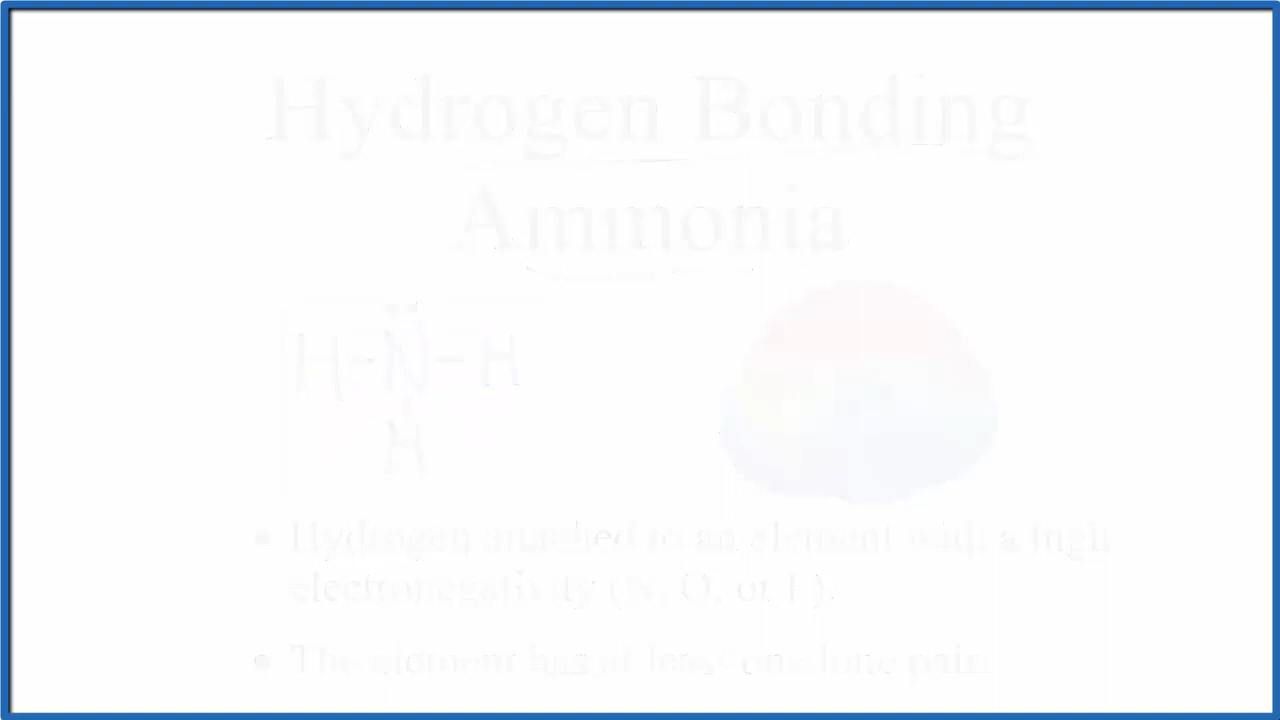 Hydrogen Bonding
Ammonia
H-N-H
H
• Hydrogen attached to an element with a high
electronegativity (N, O, or F).
• The element has at least one lone pair